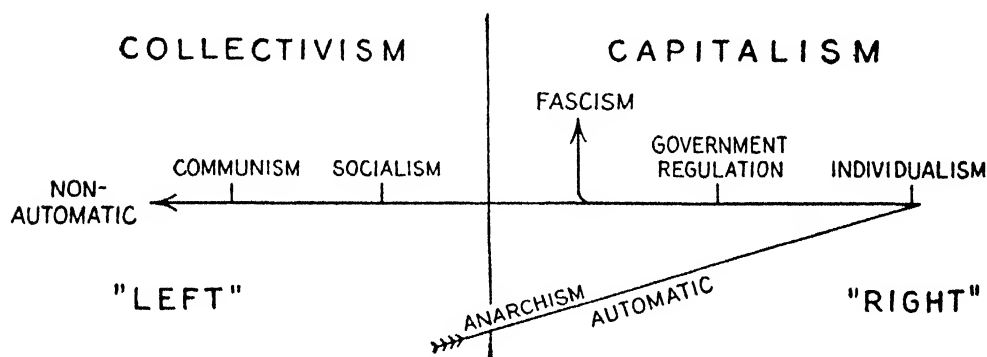 COLLECTIVISM
CAPITALISM
FASCISM
COMMUNISM
SOCIALISM
GOVERNMENT
REGULATION
INDIVIDUALISM
NON-
AUTOMATIC
"LEFT"
ANARCHISM
AUTOMATIC
"RIGHT"